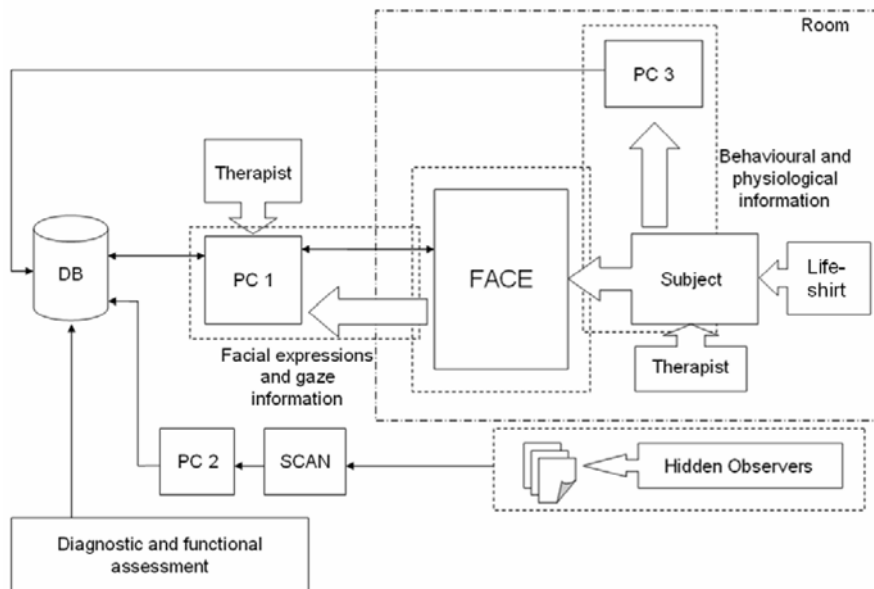 Room
PC 3
Therapist
Behavioural and
physiological
information
DB
PC 1
FACE
Subject
Life-
shirt
Facial expressions
and gaze
information
Therapist
PC 2
SCAN
Hidden Observers
Diagnostic and functional
assessment